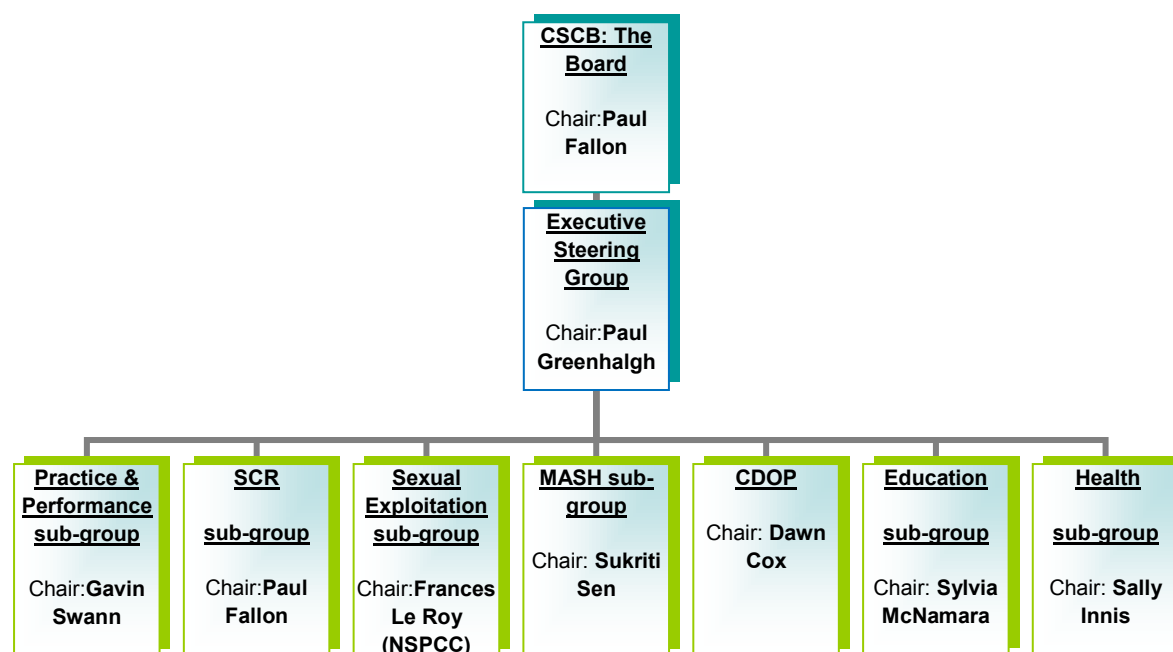 CSCB: The
Board
Chair:Paul
Fallon
Executive
Steering
Group
Chair:Paul
Greenhalgh
Practice &
Performance
sub-group
Chair:Gavin
Swann
SCR
sub-group
Chair:Paul
Fallon
Sexual
Exploitation
sub-group
Chair:Frances
Le Roy
(NSPCC)
MASH sub-
group
Chair: Sukriti
Sen
CDOP
Chair: Dawn
Cox
Education
sub-group
Chair: Sylvia
McNamara
Health
sub-group
Chair: Sally
Innis